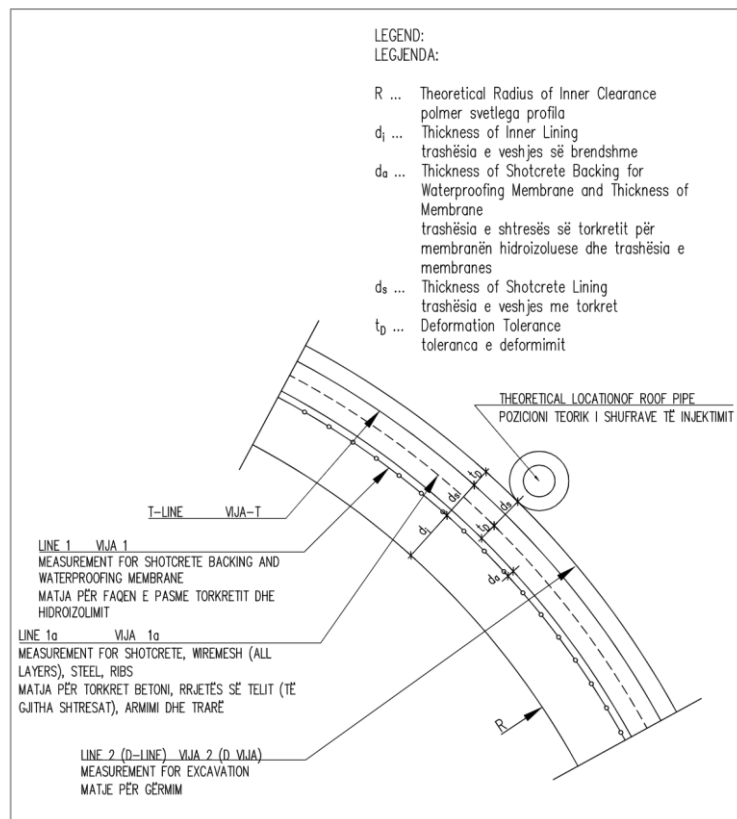 LEGEND:
LEGJENDA:
R ... Theoretical Radius of Inner Clearance
polmer svetlega profila
di ... Thickness of Inner Lining
trashësia e veshjes së brendshme
da ... Thickness of Shotcrete Backing for
Waterproofing Membrane and Thickness of
Membrane
trashësia e shtresës së torkretit për
membranën hidroizoluese dhe trashësia e
membranes
ds ... Thickness of Shotcrete Lining
trashësia e veshjes me torkret
tD ... Deformation Tolerance
toleranca e deformimit
THEORETICAL LOCATIONOF ROOF PIPE
POZICIONI TEORIK I SHUFRAVE TË INJEKTIMIT
tD
ds
ds
tD
di
da
T-LINE VIJA-T
LINE 1 VIJA 1
MEASUREMENT FOR SHOTCRETE BACKING AND
WATERPROOFING MEMBRANE
MATJA PËR FAQEN E PASME TORKRETIT DHE
HIDROIZOLIMIT
LINE 1a VIJA 1a
MEASUREMENT FOR SHOTCRETE, WIREMESH (ALL
LAYERS), STEEL, RIBS
MATJA PËR TORKRET BETONI, RRJETËS SË TELIT (TË
GJITHA SHTRESAT), ARMIMI DHE TRARË
R
LINE 2 (D-LINE) VIJA 2 (D VIJA)
MEASUREMENT FOR EXCAVATION
MATJE PËR GËRMIM